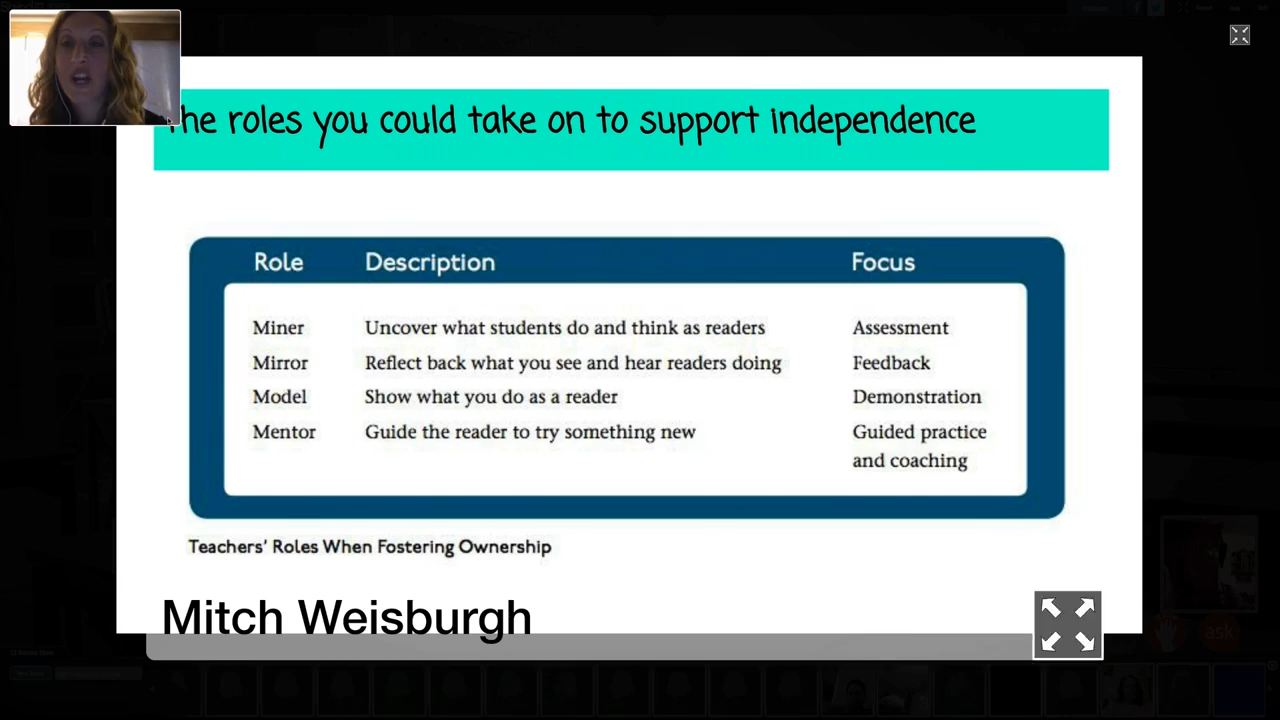 The roles you could take on to support independence
Role Description Focus
Miner Uncover what students do and think as readers Assessment
Mirror Reflect back what you see and hear readers doing Feedback
Model Show what you do as a reader Demonstration
Mentor Guide the reader to try something new Guided practice
and coaching
Teachers' Roles When Fostering Ownership
Mitch Weisburgh
ask